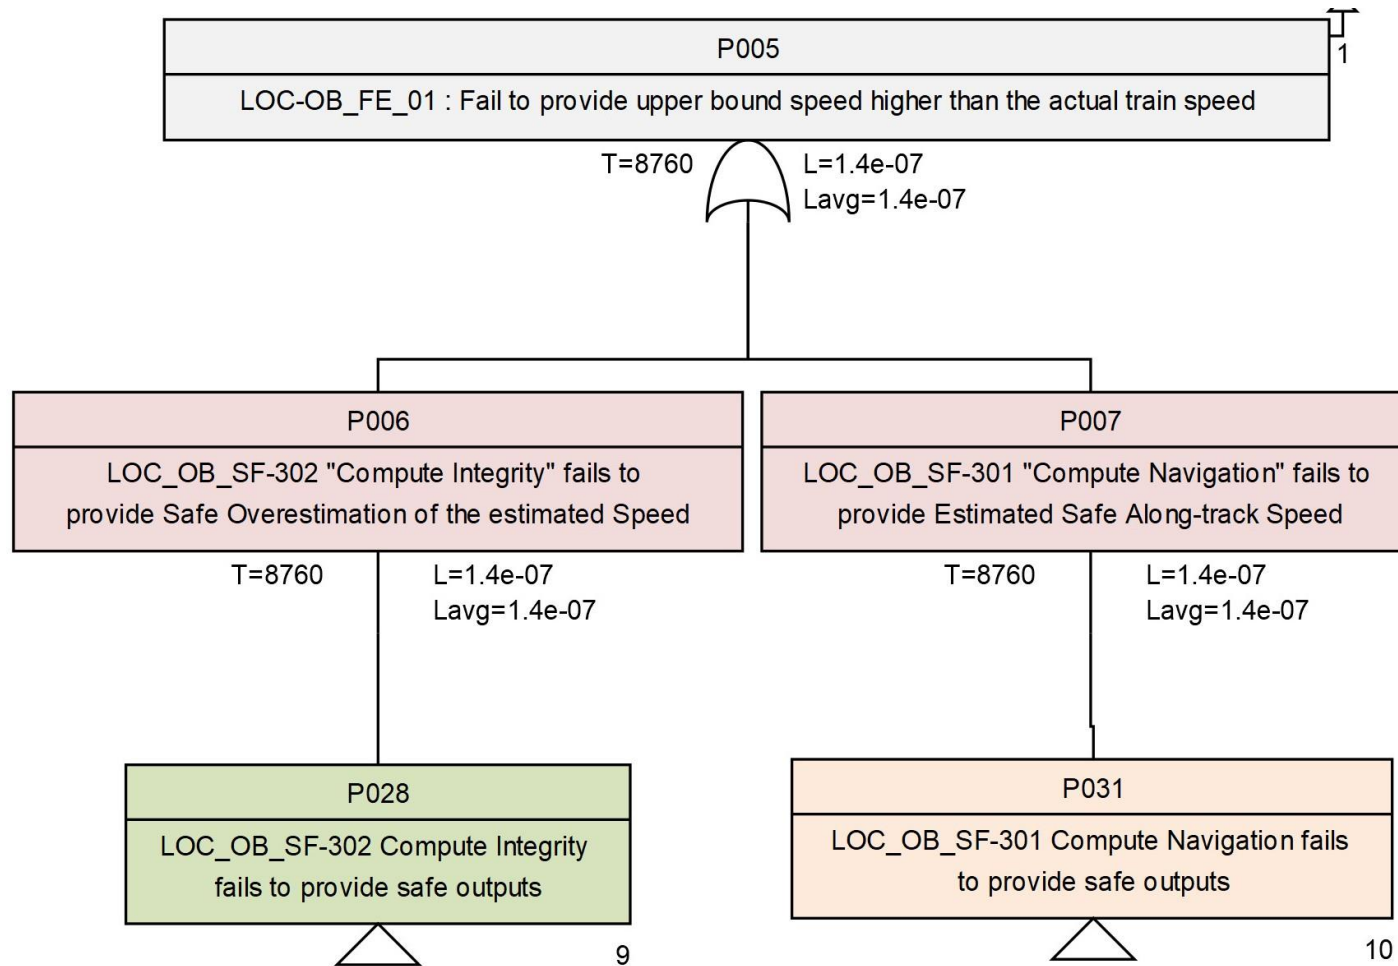 P005
1
LOC-OB_FE_01 : Fail to provide upper bound speed higher than the actual train speed
T=8760
L=1.4e-07
Lavg=1.4e-07
P006
LOC_OB_SF-302 "Compute Integrity" fails to
provide Safe Overestimation of the estimated Speed
T=8760
L=1.4e-07
Lavg=1.4e-07
P007
LOC_OB_SF-301 "Compute Navigation" fails to
provide Estimated Safe Along-track Speed
T=8760
L=1.4e-07
Lavg=1.4e-07
P028
LOC_OB_SF-302 Compute Integrity
fails to provide safe outputs
9
P031
LOC_OB_SF-301 Compute Navigation fails
to provide safe outputs
10